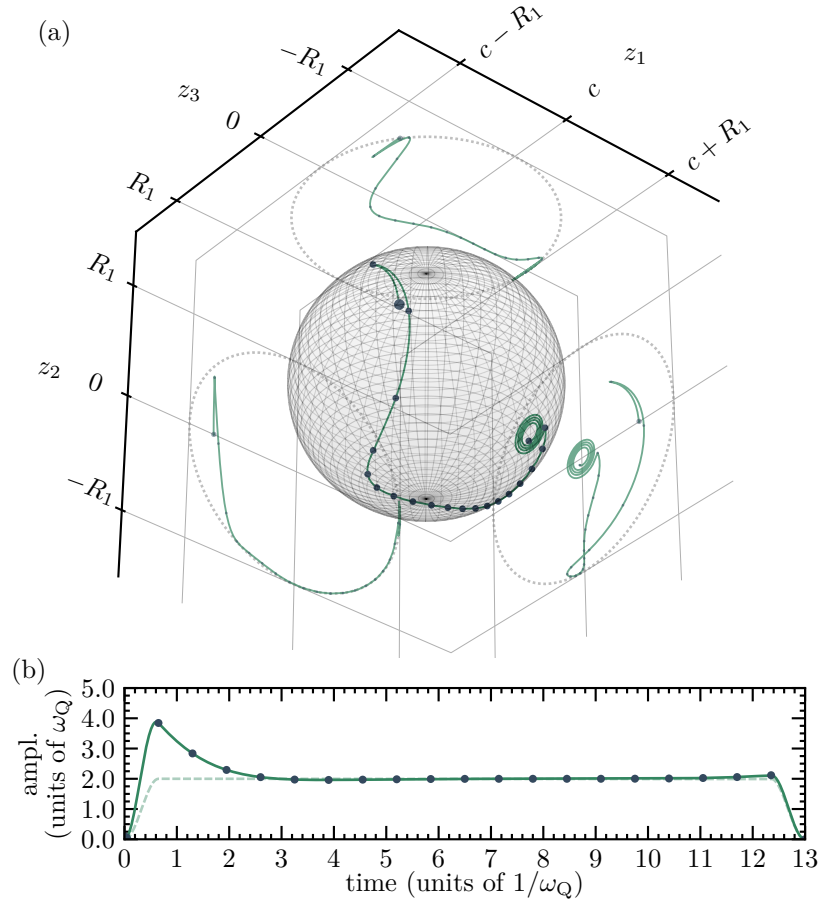 (a)
−R₁
c − R₁
z₁
z₃
0
c
R₁
c + R₁
R₁
z₂
0
−R₁
(b)
ampl.
(units of ω_Q)
5.0
4.0
3.0
2.0
1.0
0.0
0 1 2 3 4 5 6 7 8 9 10 11 12 13
time (units of 1/ω_Q)